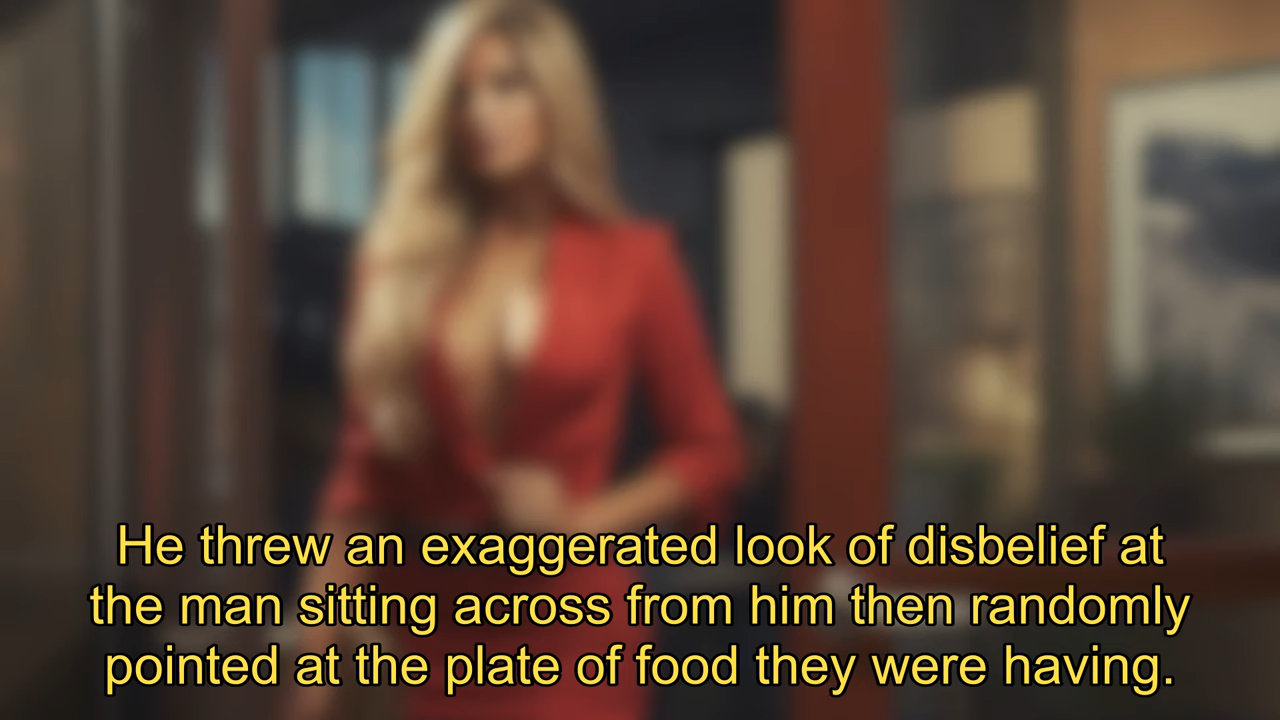 He threw an exaggerated look of disbelief at
the man sitting across from him then randomly
pointed at the plate of food they were having.